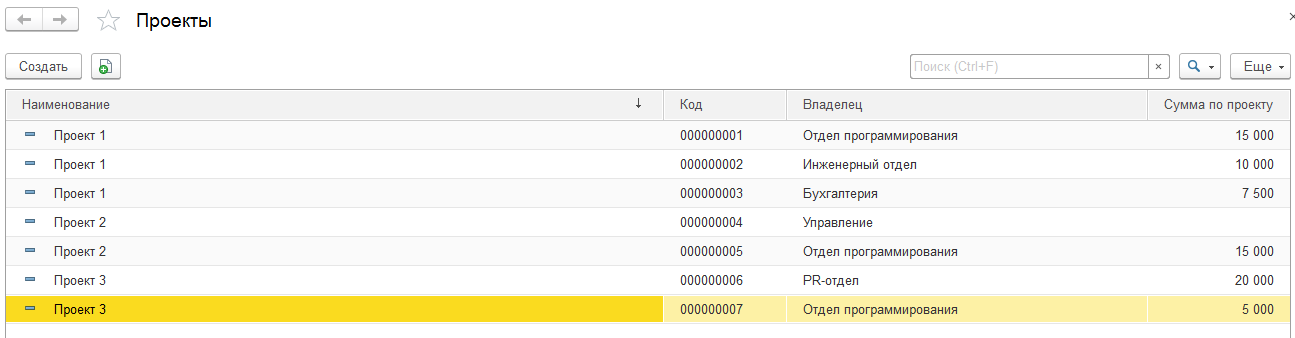 Проекты
Создать
Поиск (Ctrl+F)
×
Еще
Наименование ↓ Код Владелец Сумма по проекту
Проект 1 000000001 Отдел программирования 15 000
Проект 1 000000002 Инженерный отдел 10 000
Проект 1 000000003 Бухгалтерия 7 500
Проект 2 000000004 Управление
Проект 2 000000005 Отдел программирования 15 000
Проект 3 000000006 PR-отдел 20 000
Проект 3 000000007 Отдел программирования 5 000